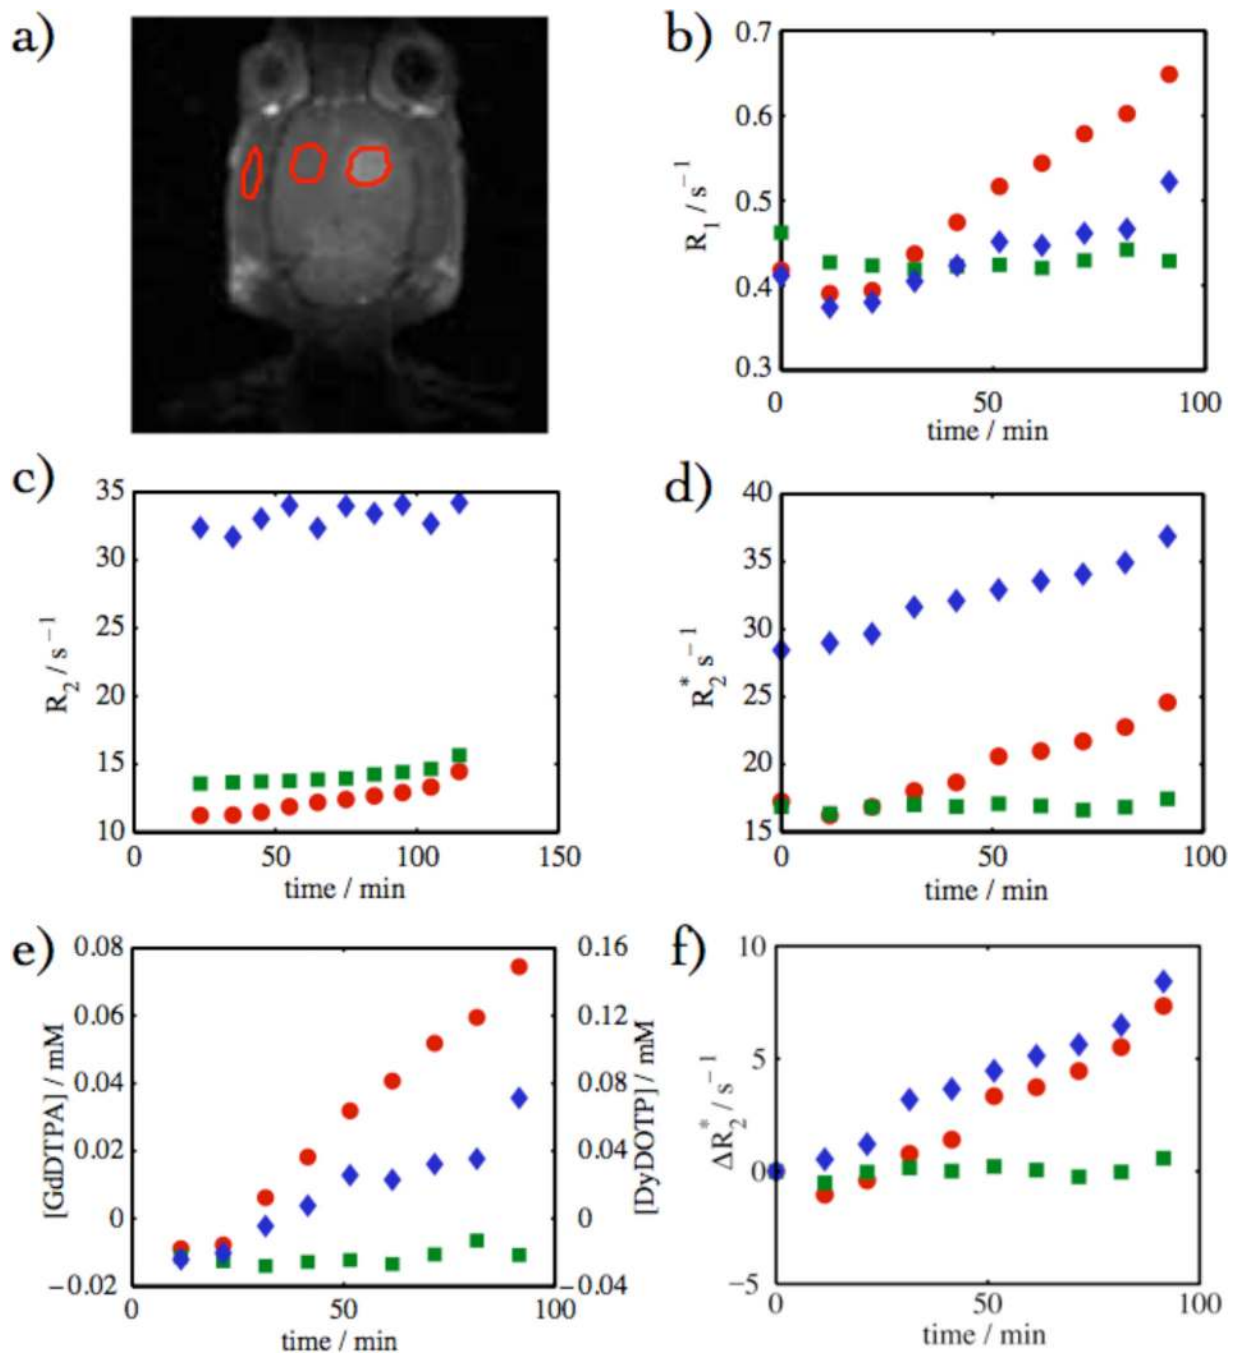 a)
b)
0.7
0.6
0.5
0.4
0.3
R1 / s−1
0
50
100
time / min
c)
35
30
25
20
15
10
R2 / s−1
0
50
100
150
time / min
d)
40
35
30
25
20
15
R2* s−1
0
50
100
time / min
e)
0.08
0.06
0.04
0.02
0
−0.02
[GdDTPA] / mM
0.16
0.12
0.08
0.04
0
−0.04
[DyDOTP] / mM
0
50
100
time / min
f)
10
5
0
−5
ΔR2* / s−1
0
50
100
time / min